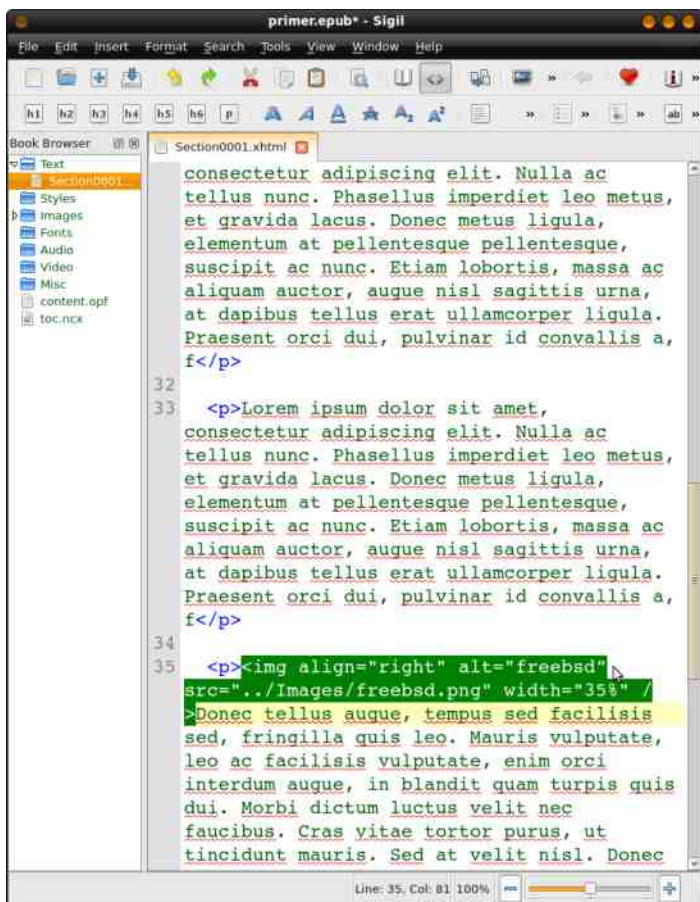 primer.epub* - Sigil
File Edit Insert Format Search Tools View Window Help
h1 h2 h3 h4 h5 h6 p A A A A A₂ A² ab
Book Browser
Section0001.xhtml
Text
Section0001...
Styles
Images
Fonts
Audio
Video
Misc
content.opf
toc.ncx
consectetur adipiscing elit. Nulla ac
tellus nunc. Phasellus imperdiet leo metus,
et gravida lacus. Donec metus ligula,
elementum at pellentesque pellentesque,
suscipit ac nunc. Etiam lobortis, massa ac
aliquam auctor, augue nisl sagittis urna,
at dapibus tellus erat ullamcorper ligula.
Praesent orci dui, pulvinar id convallis a,
f</p>
32
33 <p>Lorem ipsum dolor sit amet,
consectetur adipiscing elit. Nulla ac
tellus nunc. Phasellus imperdiet leo metus,
et gravida lacus. Donec metus ligula,
elementum at pellentesque pellentesque,
suscipit ac nunc. Etiam lobortis, massa ac
aliquam auctor, augue nisl sagittis urna,
at dapibus tellus erat ullamcorper ligula.
Praesent orci dui, pulvinar id convallis a,
f</p>
34
35 <p><img align="right" alt="freebsd"
src="../Images/freebsd.png" width="35%" /
>Donec tellus augue, tempus sed facilisis
sed, fringilla quis leo. Mauris vulputate,
leo ac facilisis vulputate, enim orci
interdum augue, in blandit quam turpis quis
dui. Morbi dictum luctus velit nec
faucibus. Cras vitae tortor purus, ut
tincidunt mauris. Sed at velit nisl. Donec
Line: 35, Col: 81 100%